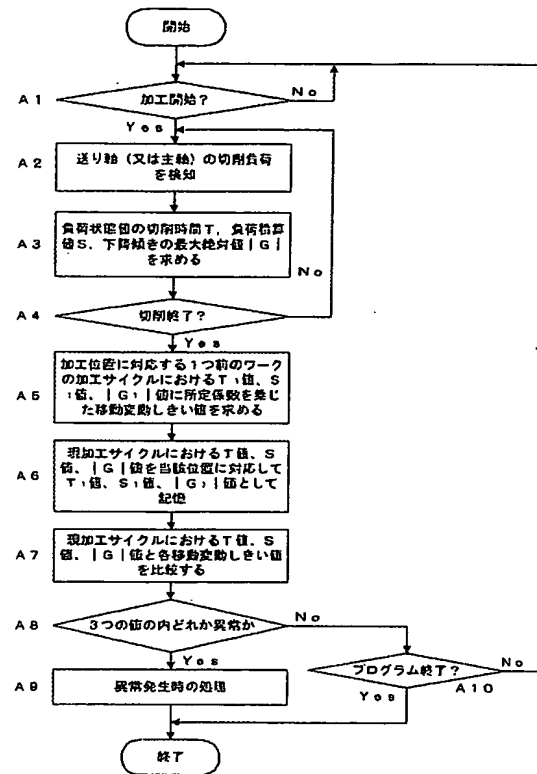 開始
A1
加工開始?
No
Yes
A2
送り軸(又は主軸)の切削負荷
を検知
A3
負荷状態値の切削時間T、負荷積算
値S、下降傾きの最大絶対値|G|
を求める
No
A4
切削終了?
Yes
A5
加工位置に対応する1つ前のワーク
の加工サイクルにおけるT₁値、S
₁値、|G₁|値に所定係数を乗じ
た移動変動しきい値を求める
A6
現加工サイクルにおけるT値、S
値、|G|値を当該位置に対応して
T₁値、S₁値、|G₁|値として
記憶
A7
現加工サイクルにおけるT値、S
値、|G|値と各移動変動しきい値
を比較する
A8
3つの値の内どれか異常か
No
Yes
A9
異常発生時の処理
プログラム終了?
No
A10
Yes
終了